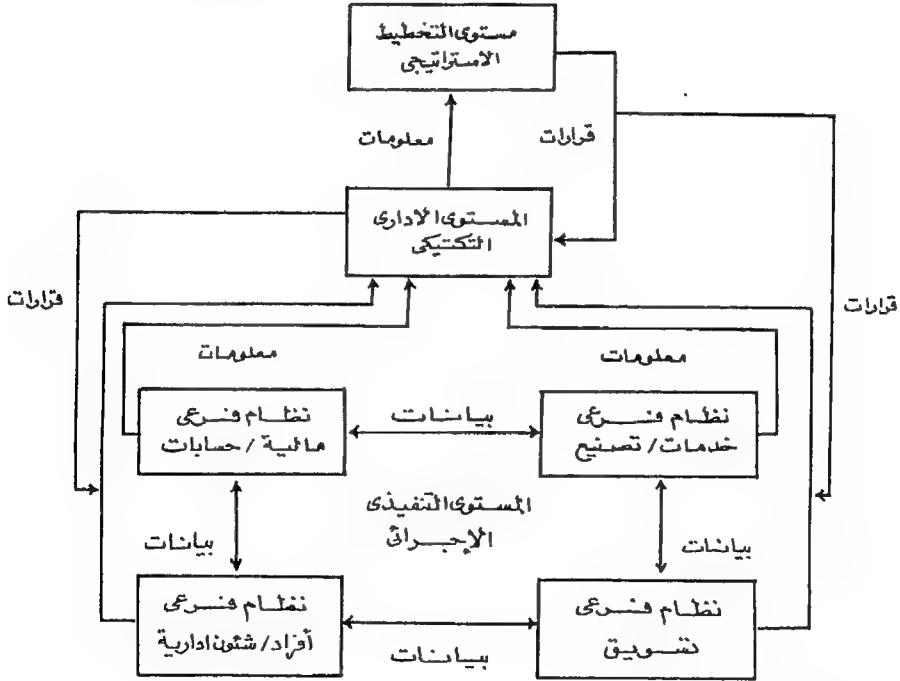 مستوى التخطيط
الاستراتيجى
معلومات
قرارات
المستوى الادارى
التكتيكى
قرارات
قرارات
معلومات
معلومات
نظام فرعى
خدمات / تصنيع
بيانات
نظام فرعى
مالية / حسابات
المستوى التنفيذى
الإجرائى
بيانات
بيانات
نظام فرعى
تسويق
نظام فرعى
أفراد / شئون ادارية
بيانات